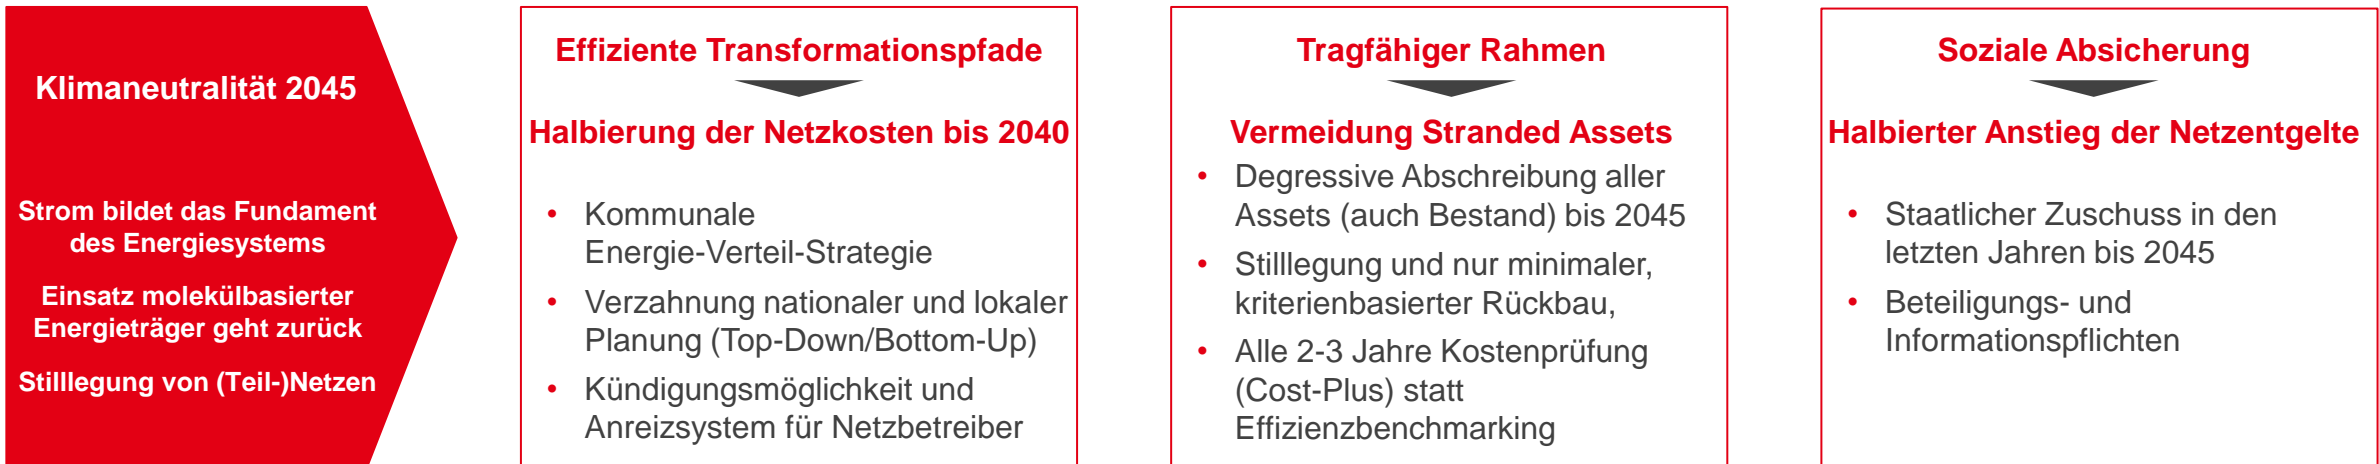 Klimaneutralität 2045
Strom bildet das Fundament
des Energiesystems
Einsatz molekülbasierter
Energieträger geht zurück
Stilllegung von (Teil-)Netzen
Effiziente Transformationspfade
Halbierung der Netzkosten bis 2040
• Kommunale
Energie-Verteil-Strategie
• Verzahnung nationaler und lokaler
Planung (Top-Down/Bottom-Up)
• Kündigungsmöglichkeit und
Anreizsystem für Netzbetreiber
Tragfähiger Rahmen
Vermeidung Stranded Assets
• Degressive Abschreibung aller
Assets (auch Bestand) bis 2045
• Stilllegung und nur minimaler,
kriterienbasierter Rückbau,
• Alle 2-3 Jahre Kostenprüfung
(Cost-Plus) statt
Effizienzbenchmarking
Soziale Absicherung
Halbierter Anstieg der Netzentgelte
• Staatlicher Zuschuss in den
letzten Jahren bis 2045
• Beteiligungs- und
Informationspflichten